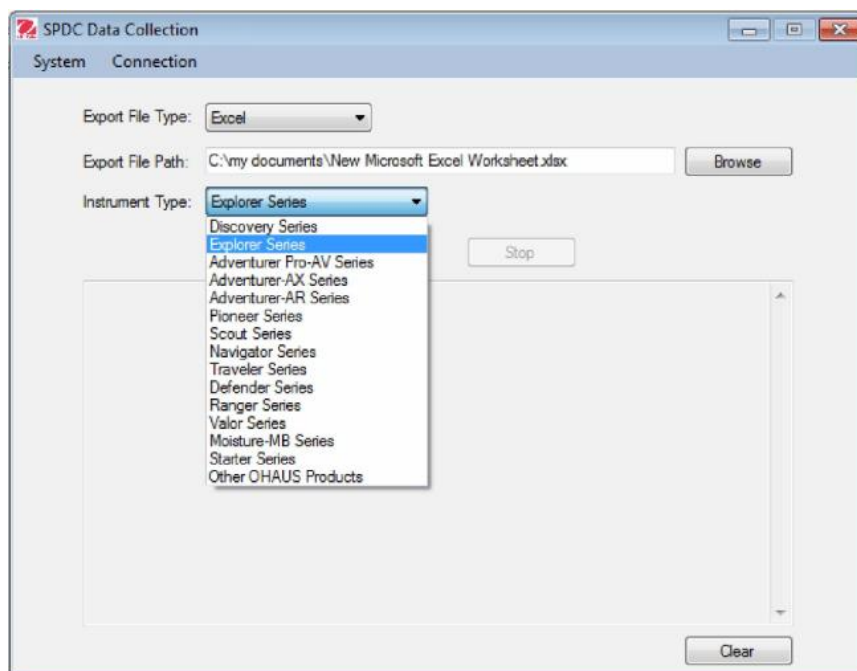 SPDC Data Collection
System Connection
Export File Type: Excel
Export File Path: C:\my documents\New Microsoft Excel Worksheet.xlsx Browse
Instrument Type: Explorer Series
Discovery Series
Explorer Series
Stop
Adventurer Pro-AV Series
Adventurer-AX Series
Adventurer-AR Series
Pioneer Series
Scout Series
Navigator Series
Traveler Series
Defender Series
Ranger Series
Valor Series
Moisture-MB Series
Starter Series
Other OHAUS Products
Clear